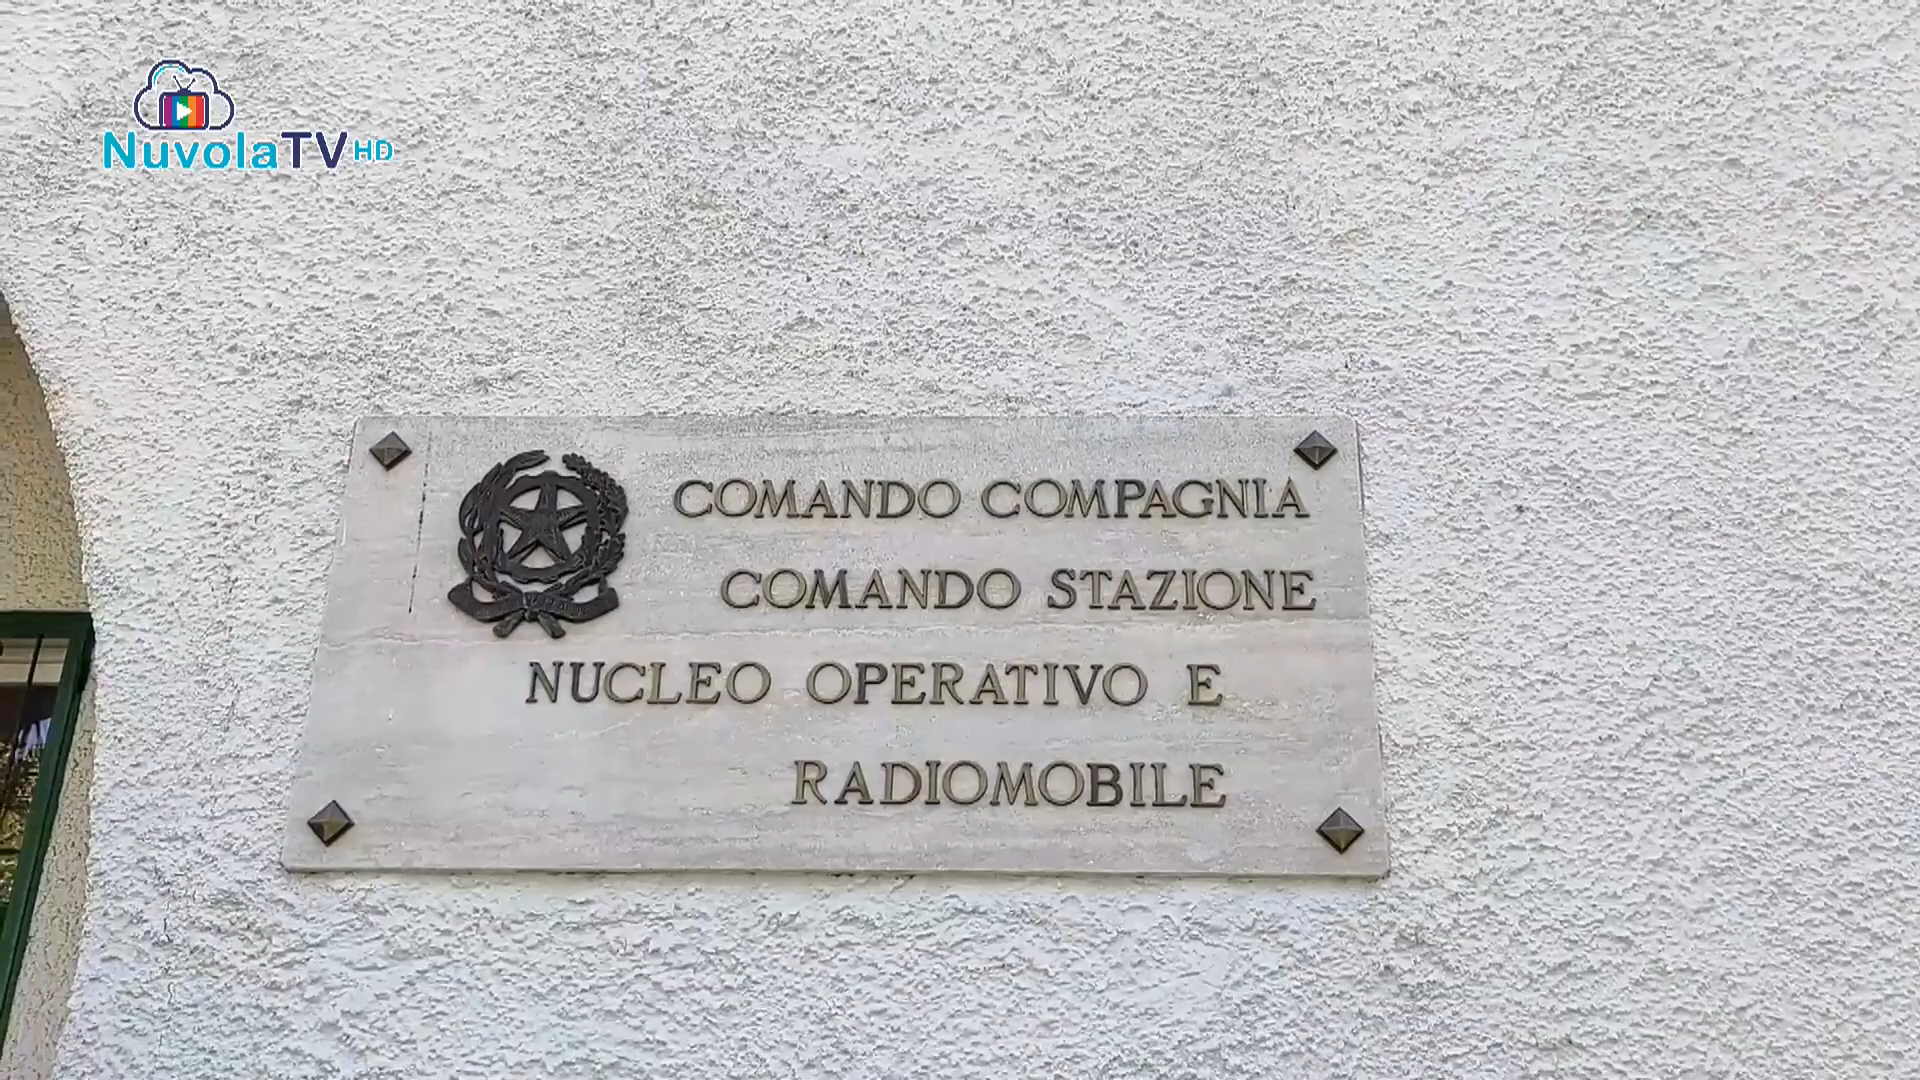 NuvolaTV HD
COMANDO COMPAGNIA
COMANDO STAZIONE
NUCLEO OPERATIVO E
RADIOMOBILE